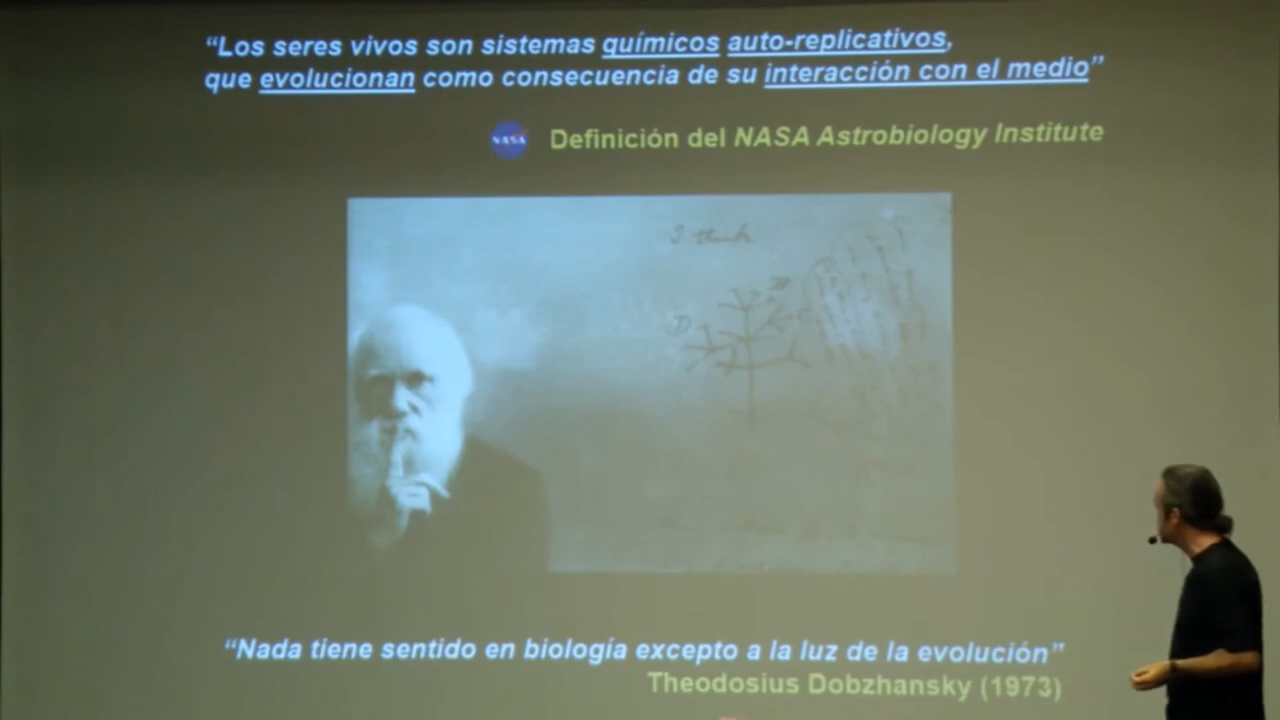 “Los seres vivos son sistemas químicos auto-replicativos,
que evolucionan como consecuencia de su interacción con el medio”
NASA
Definición del NASA Astrobiology Institute
I think
D
“Nada tiene sentido en biología excepto a la luz de la evolución”
Theodosius Dobzhansky (1973)